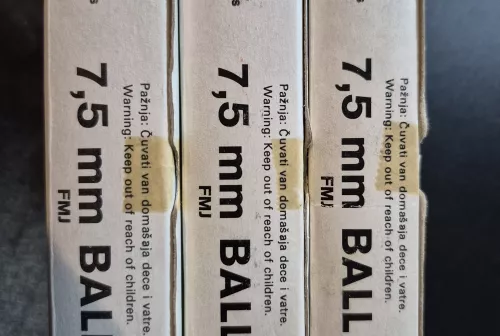 s
Pažnja: Čuvati van domašaja dece i vatre.
Warning: Keep out of reach of children.
7,5 mm BALL
FMJ
s
Pažnja: Čuvati van domašaja dece i vatre.
Warning: Keep out of reach of children.
7,5 mm BALL
FMJ
s
Pažnja: Čuvati van domašaja dece i vatre.
Warning: Keep out of reach of children.
7,5 mm BALL
FMJ